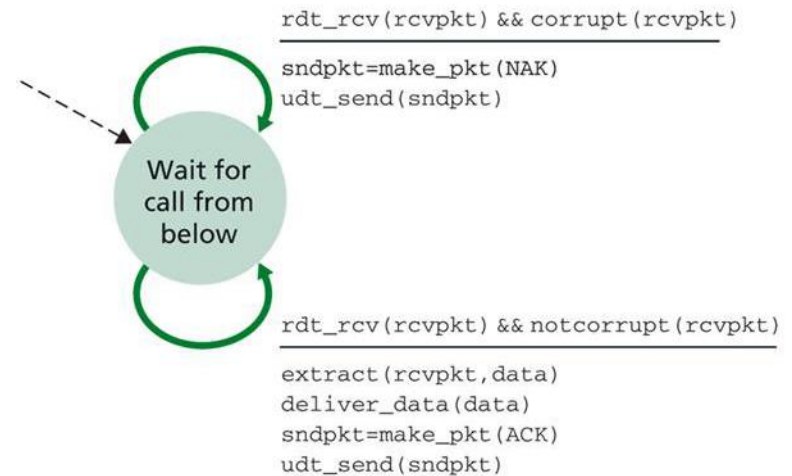 rdt_rcv(rcvpkt) && corrupt(rcvpkt)
sndpkt=make_pkt(NAK)
udt_send(sndpkt)
Wait for
call from
below
rdt_rcv(rcvpkt) && notcorrupt(rcvpkt)
extract(rcvpkt,data)
deliver_data(data)
sndpkt=make_pkt(ACK)
udt_send(sndpkt)